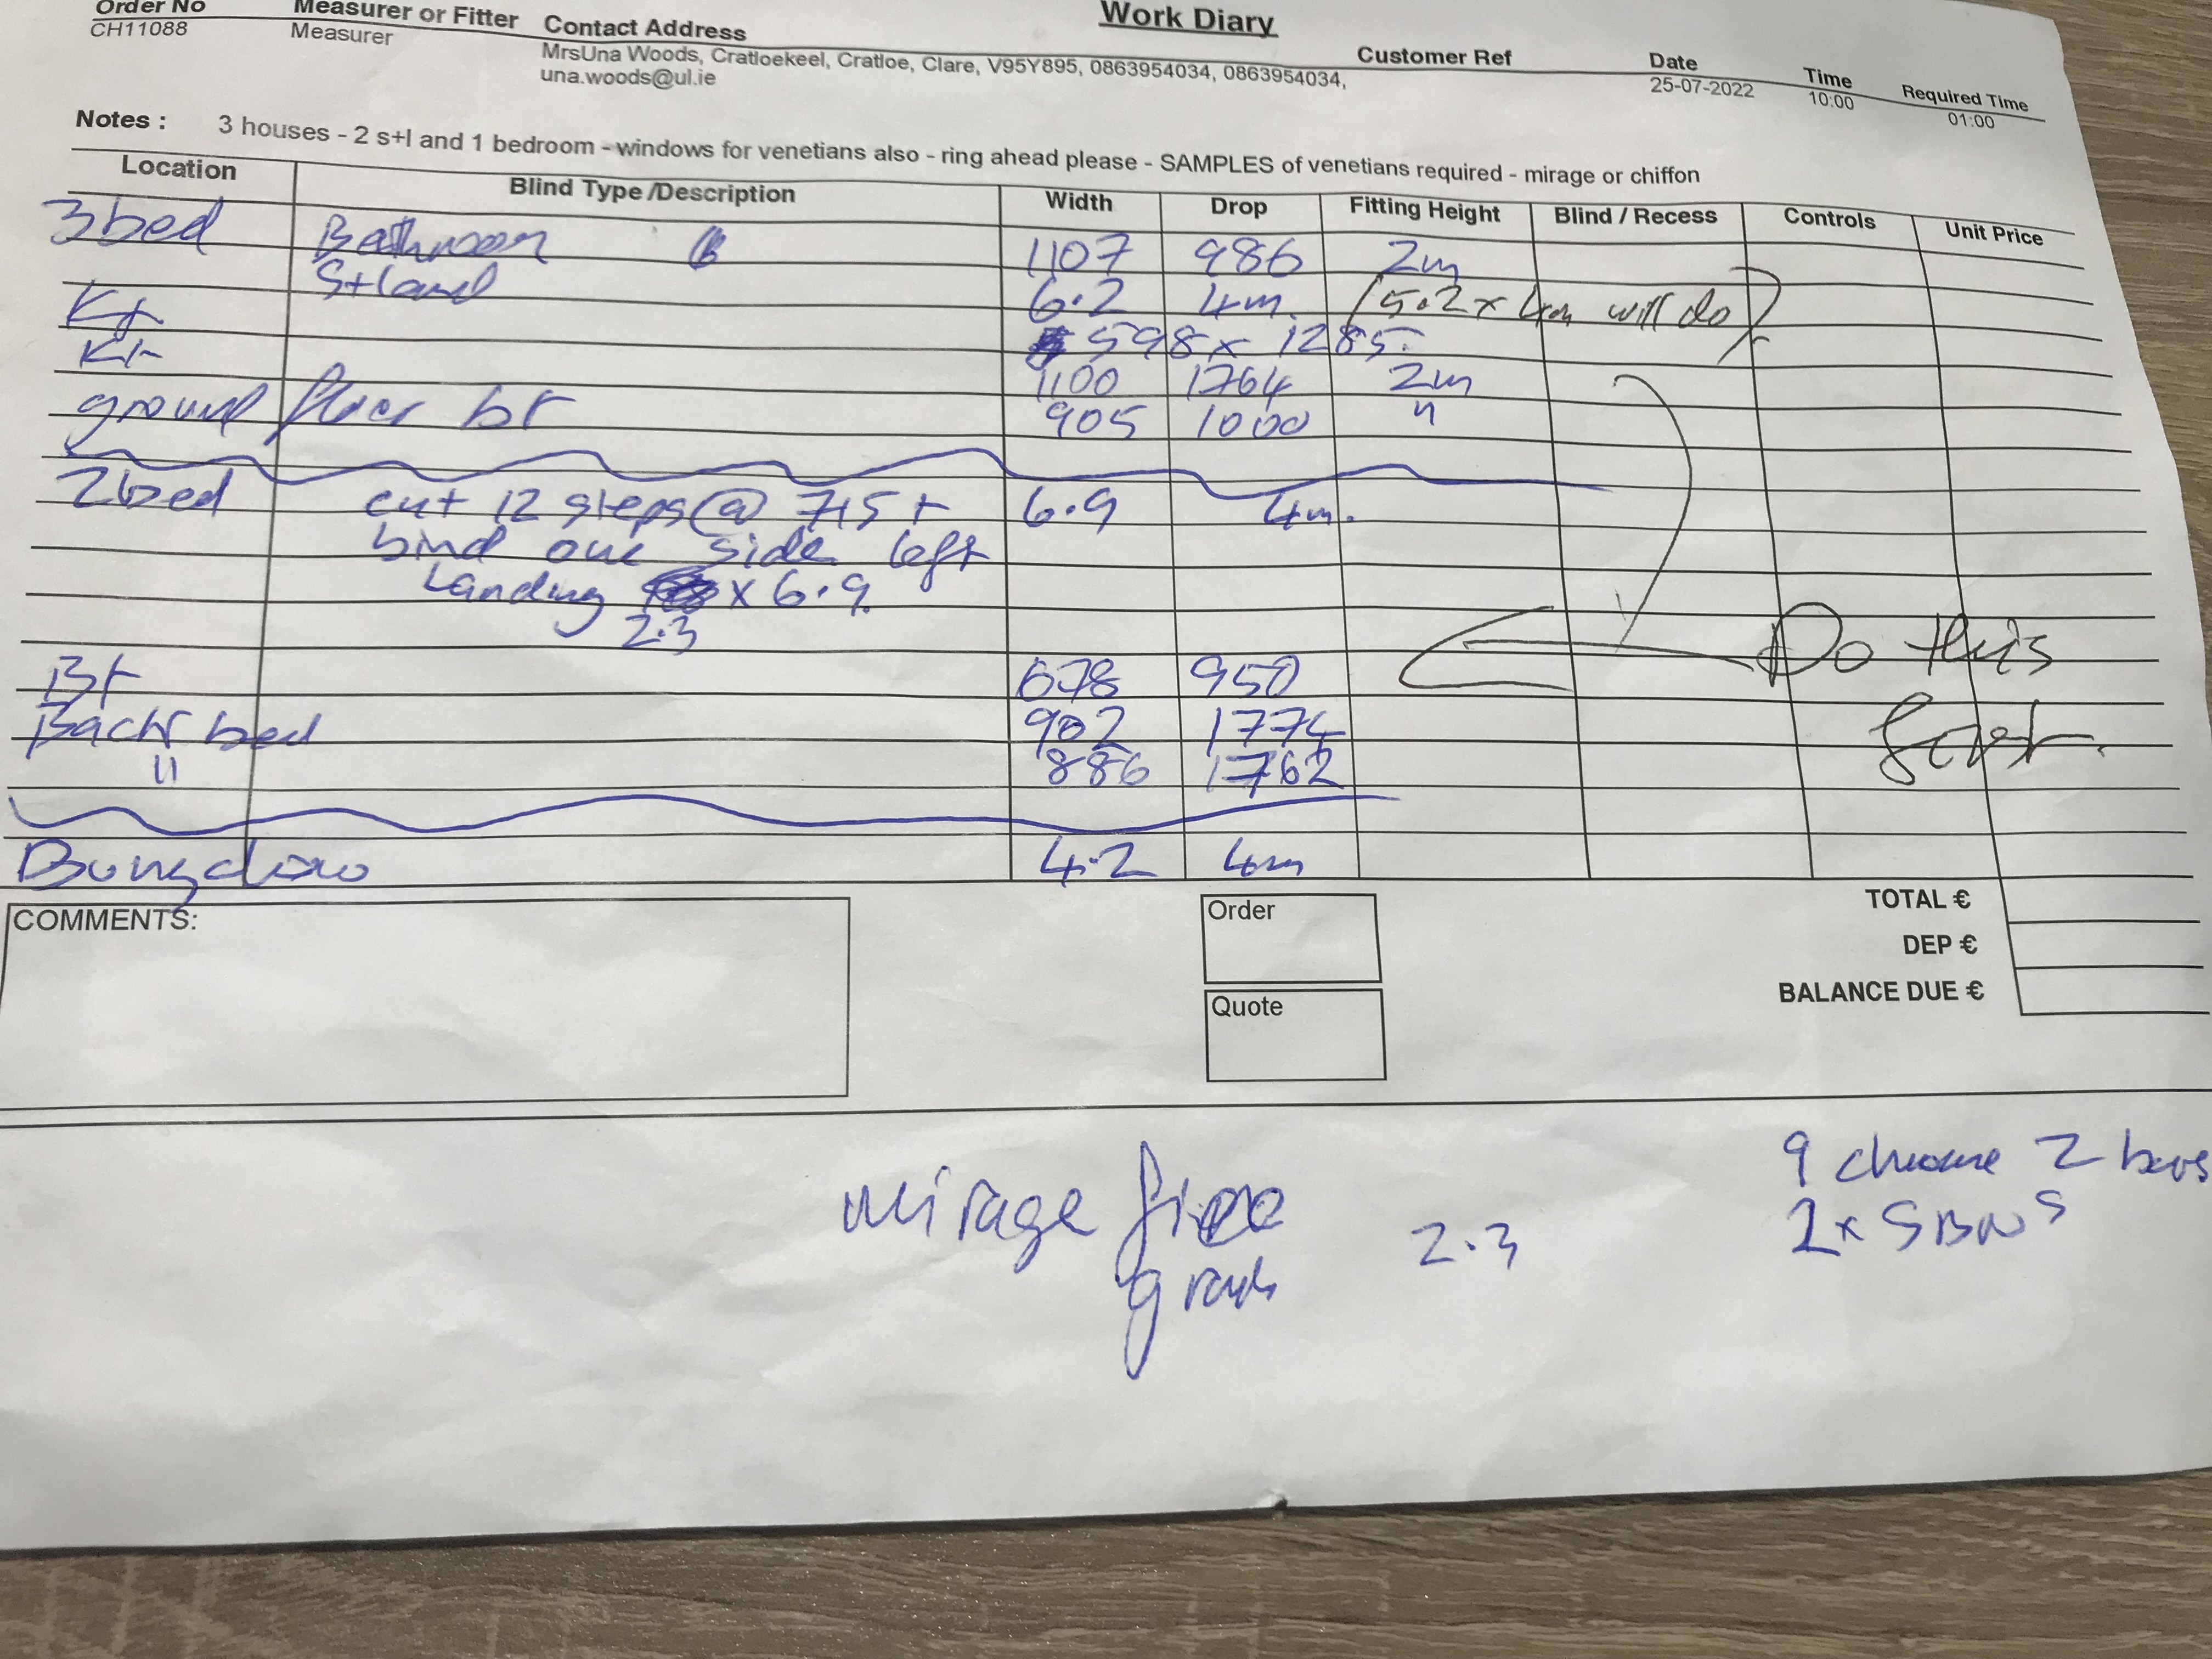 Work Diary
Order No Measurer or Fitter Contact Address Customer Ref Date Time Required Time
CH11088 Measurer MrsUna Woods, Cratloekeel, Cratloe, Clare, V95Y895, 0863954034, 0863954034, 25-07-2022 10:00 01:00
una.woods@ul.ie
Notes : 3 houses - 2 s+l and 1 bedroom - windows for venetians also - ring ahead please - SAMPLES of venetians required - mirage or chiffon
Location Blind Type /Description Width Drop Fitting Height Blind / Recess Controls Unit Price
3bed Bathroom 1107 986 2m
S+land 6.2 4m. (5.2 x 4m will do)
Kt 598 x 1285
Kt 1100 1764 2m
ground floor br 905 1000 "
2bed cut 12 steps @ 715 + 6.9 4m.
bind one side left
Landing x 6.9.
2.3
Br 678 950
Do this
Back bed 902 1774
first.
" 886 1762
Bungalow 4.2 4m
COMMENTS:
Order
Quote
TOTAL €
DEP €
BALANCE DUE €
9 2 bars
mirage 2.3 2x